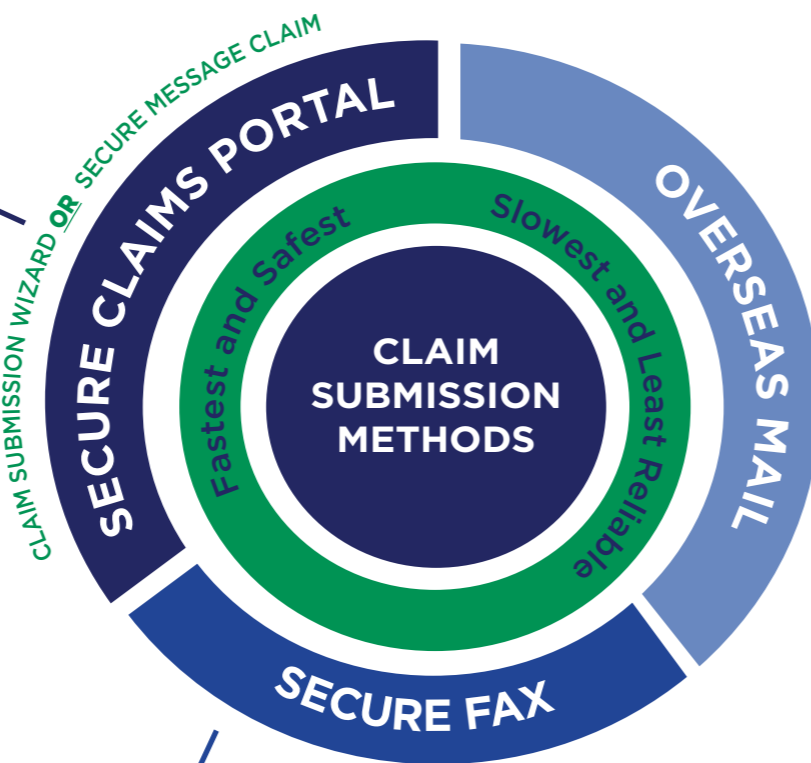 CLAIM SUBMISSION WIZARD OR SECURE MESSAGE CLAIM
SECURE CLAIMS PORTAL
OVERSEAS MAIL
Fastest and Safest
Slowest and Least Reliable
CLAIM
SUBMISSION
METHODS
SECURE FAX